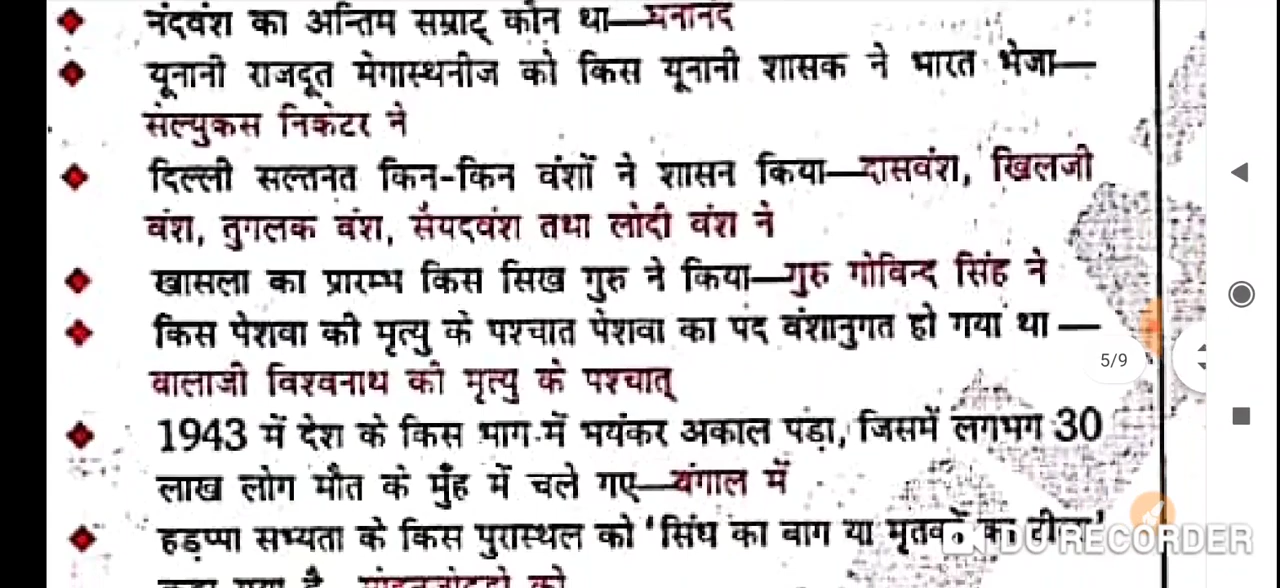 नंदवंश का अन्तिम सम्राट् कौन था—घनानंद
यूनानी राजदूत मेगास्थनीज को किस यूनानी शासक ने भारत भेजा—
सेल्युकस निकेटर ने
दिल्ली सल्तनत किन-किन वंशों ने शासन किया—दासवंश, खिलजी
वंश, तुगलक वंश, सैयदवंश तथा लोदी वंश ने
खासला का प्रारम्भ किस सिख गुरु ने किया—गुरु गोविन्द सिंह ने
किस पेशवा की मृत्यु के पश्चात पेशवा का पद वंशानुगत हो गया था—
बालाजी विश्वनाथ की मृत्यु के पश्चात्
5/9
1943 में देश के किस भाग में भयंकर अकाल पड़ा, जिसमें लगभग 30
लाख लोग मौत के मुँह में चले गए—बंगाल में
हड़प्पा सभ्यता के किस पुरास्थल को 'सिंध का बाग या मृतकों का टीला'
DU RECORDER